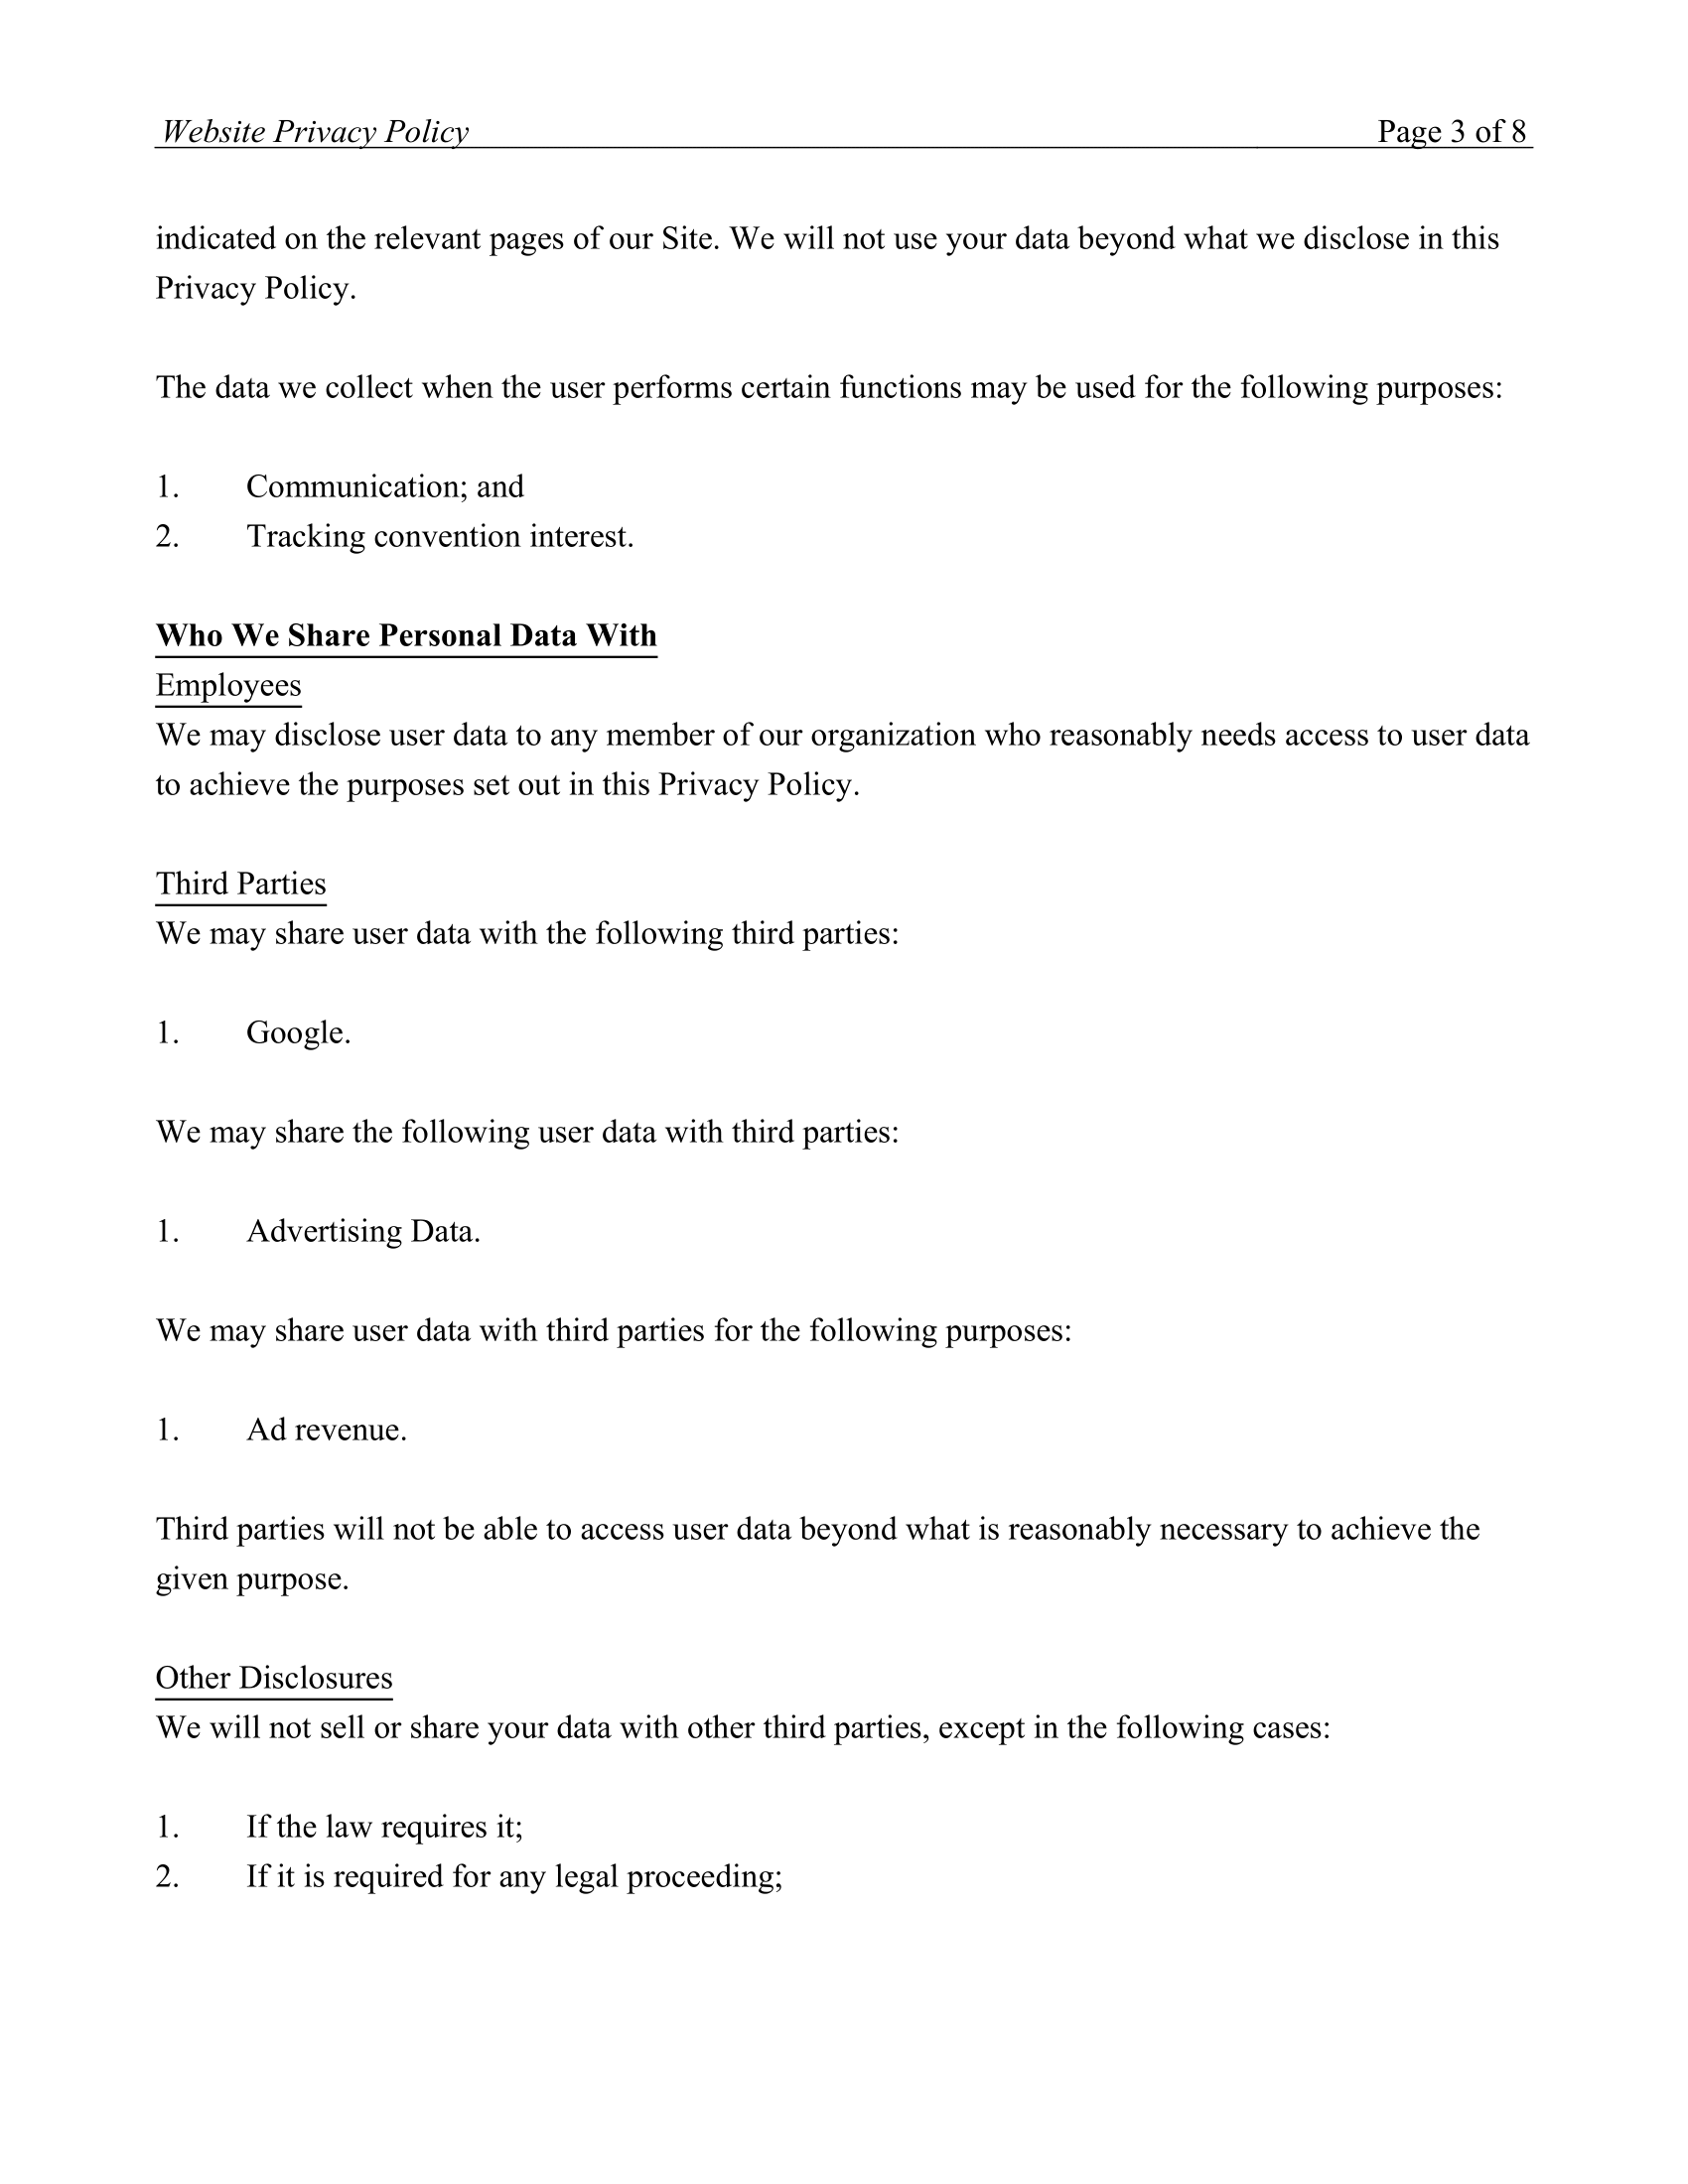 Website Privacy Policy Page 3 of 8
indicated on the relevant pages of our Site. We will not use your data beyond what we disclose in this
Privacy Policy.
The data we collect when the user performs certain functions may be used for the following purposes:
1. Communication; and
2. Tracking convention interest.
Who We Share Personal Data With
Employees
We may disclose user data to any member of our organization who reasonably needs access to user data
to achieve the purposes set out in this Privacy Policy.
Third Parties
We may share user data with the following third parties:
1. Google.
We may share the following user data with third parties:
1. Advertising Data.
We may share user data with third parties for the following purposes:
1. Ad revenue.
Third parties will not be able to access user data beyond what is reasonably necessary to achieve the
given purpose.
Other Disclosures
We will not sell or share your data with other third parties, except in the following cases:
1. If the law requires it;
2. If it is required for any legal proceeding;